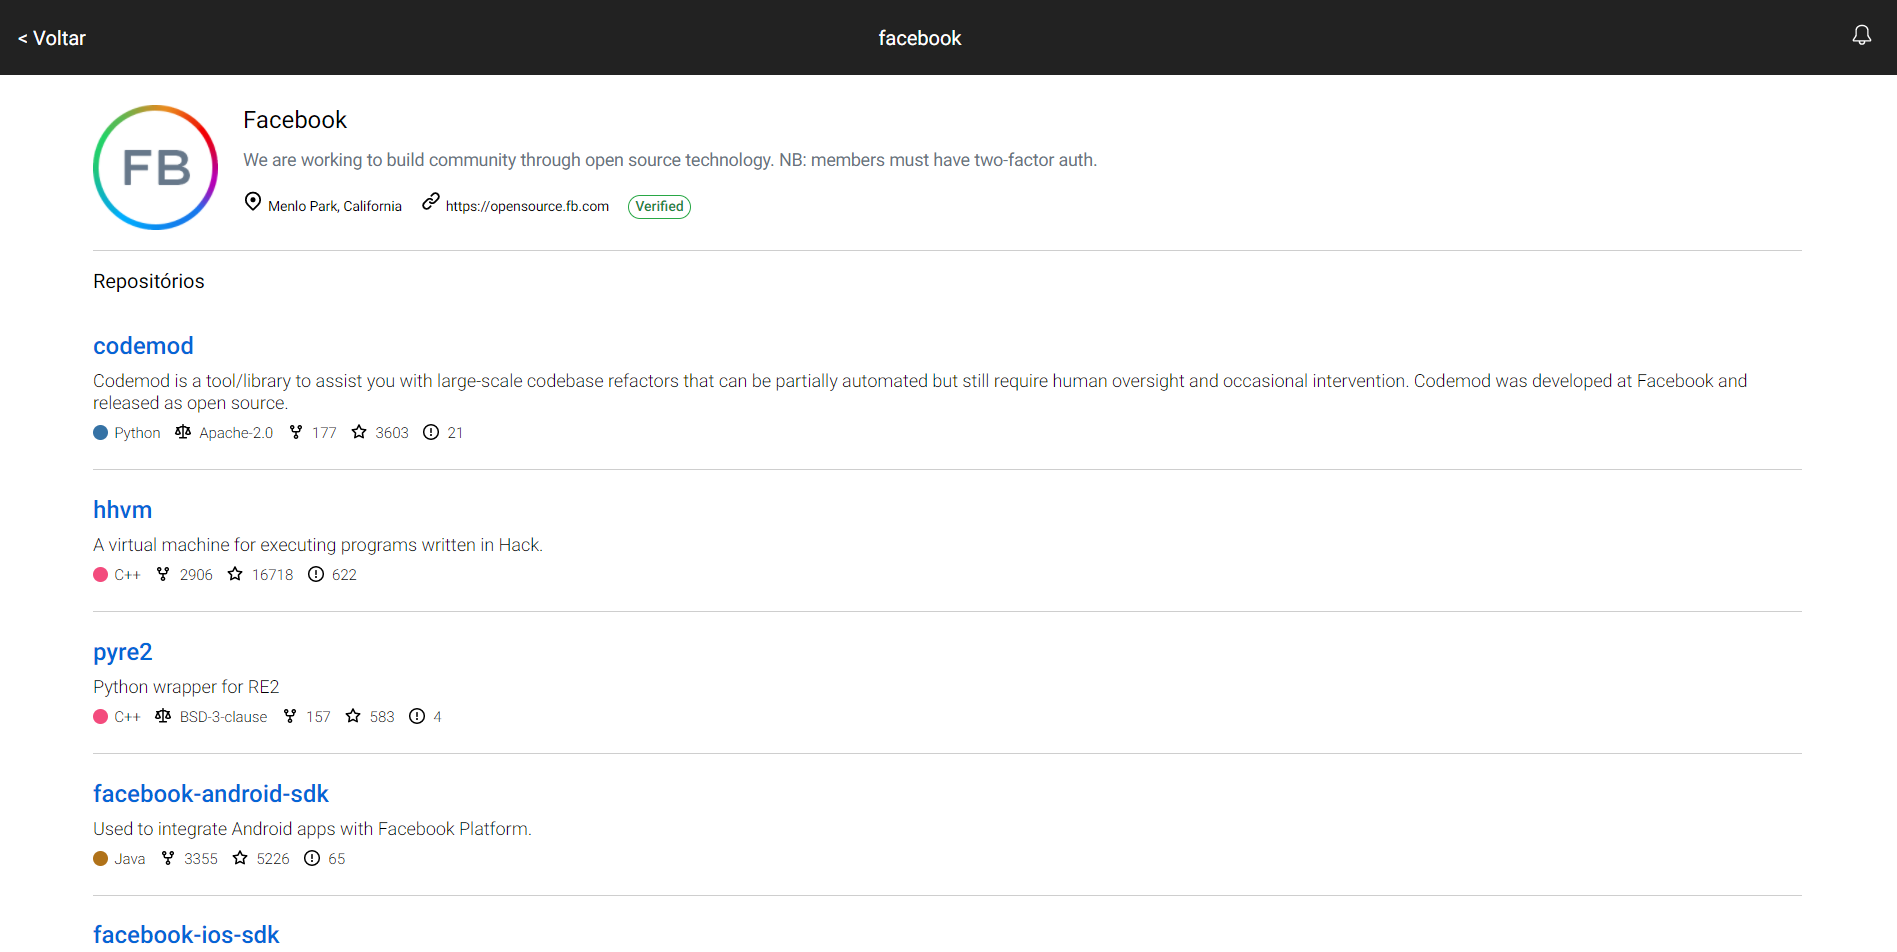 < Voltar
facebook
FB
Facebook
We are working to build community through open source technology. NB: members must have two-factor auth.
Menlo Park, California https://opensource.fb.com Verified
Repositórios
codemod
Codemod is a tool/library to assist you with large-scale codebase refactors that can be partially automated but still require human oversight and occasional intervention. Codemod was developed at Facebook and
released as open source.
Python Apache-2.0 177 3603 21
hhvm
A virtual machine for executing programs written in Hack.
C++ 2906 16718 622
pyre2
Python wrapper for RE2
C++ BSD-3-clause 157 583 4
facebook-android-sdk
Used to integrate Android apps with Facebook Platform.
Java 3355 5226 65
facebook-ios-sdk